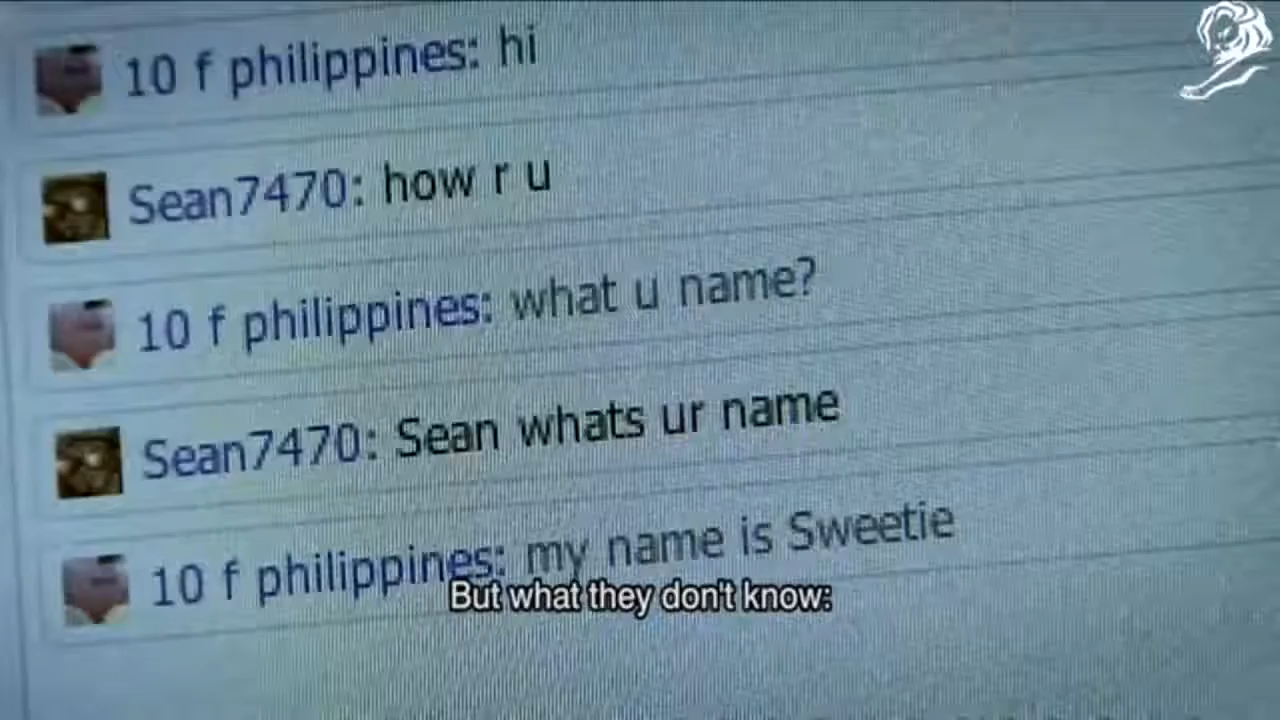 10 f philippines: hi
Sean7470: how r u
10 f philippines: what u name?
Sean7470: Sean whats ur name
10 f philippines: my name is Sweetie
But what they don't know: